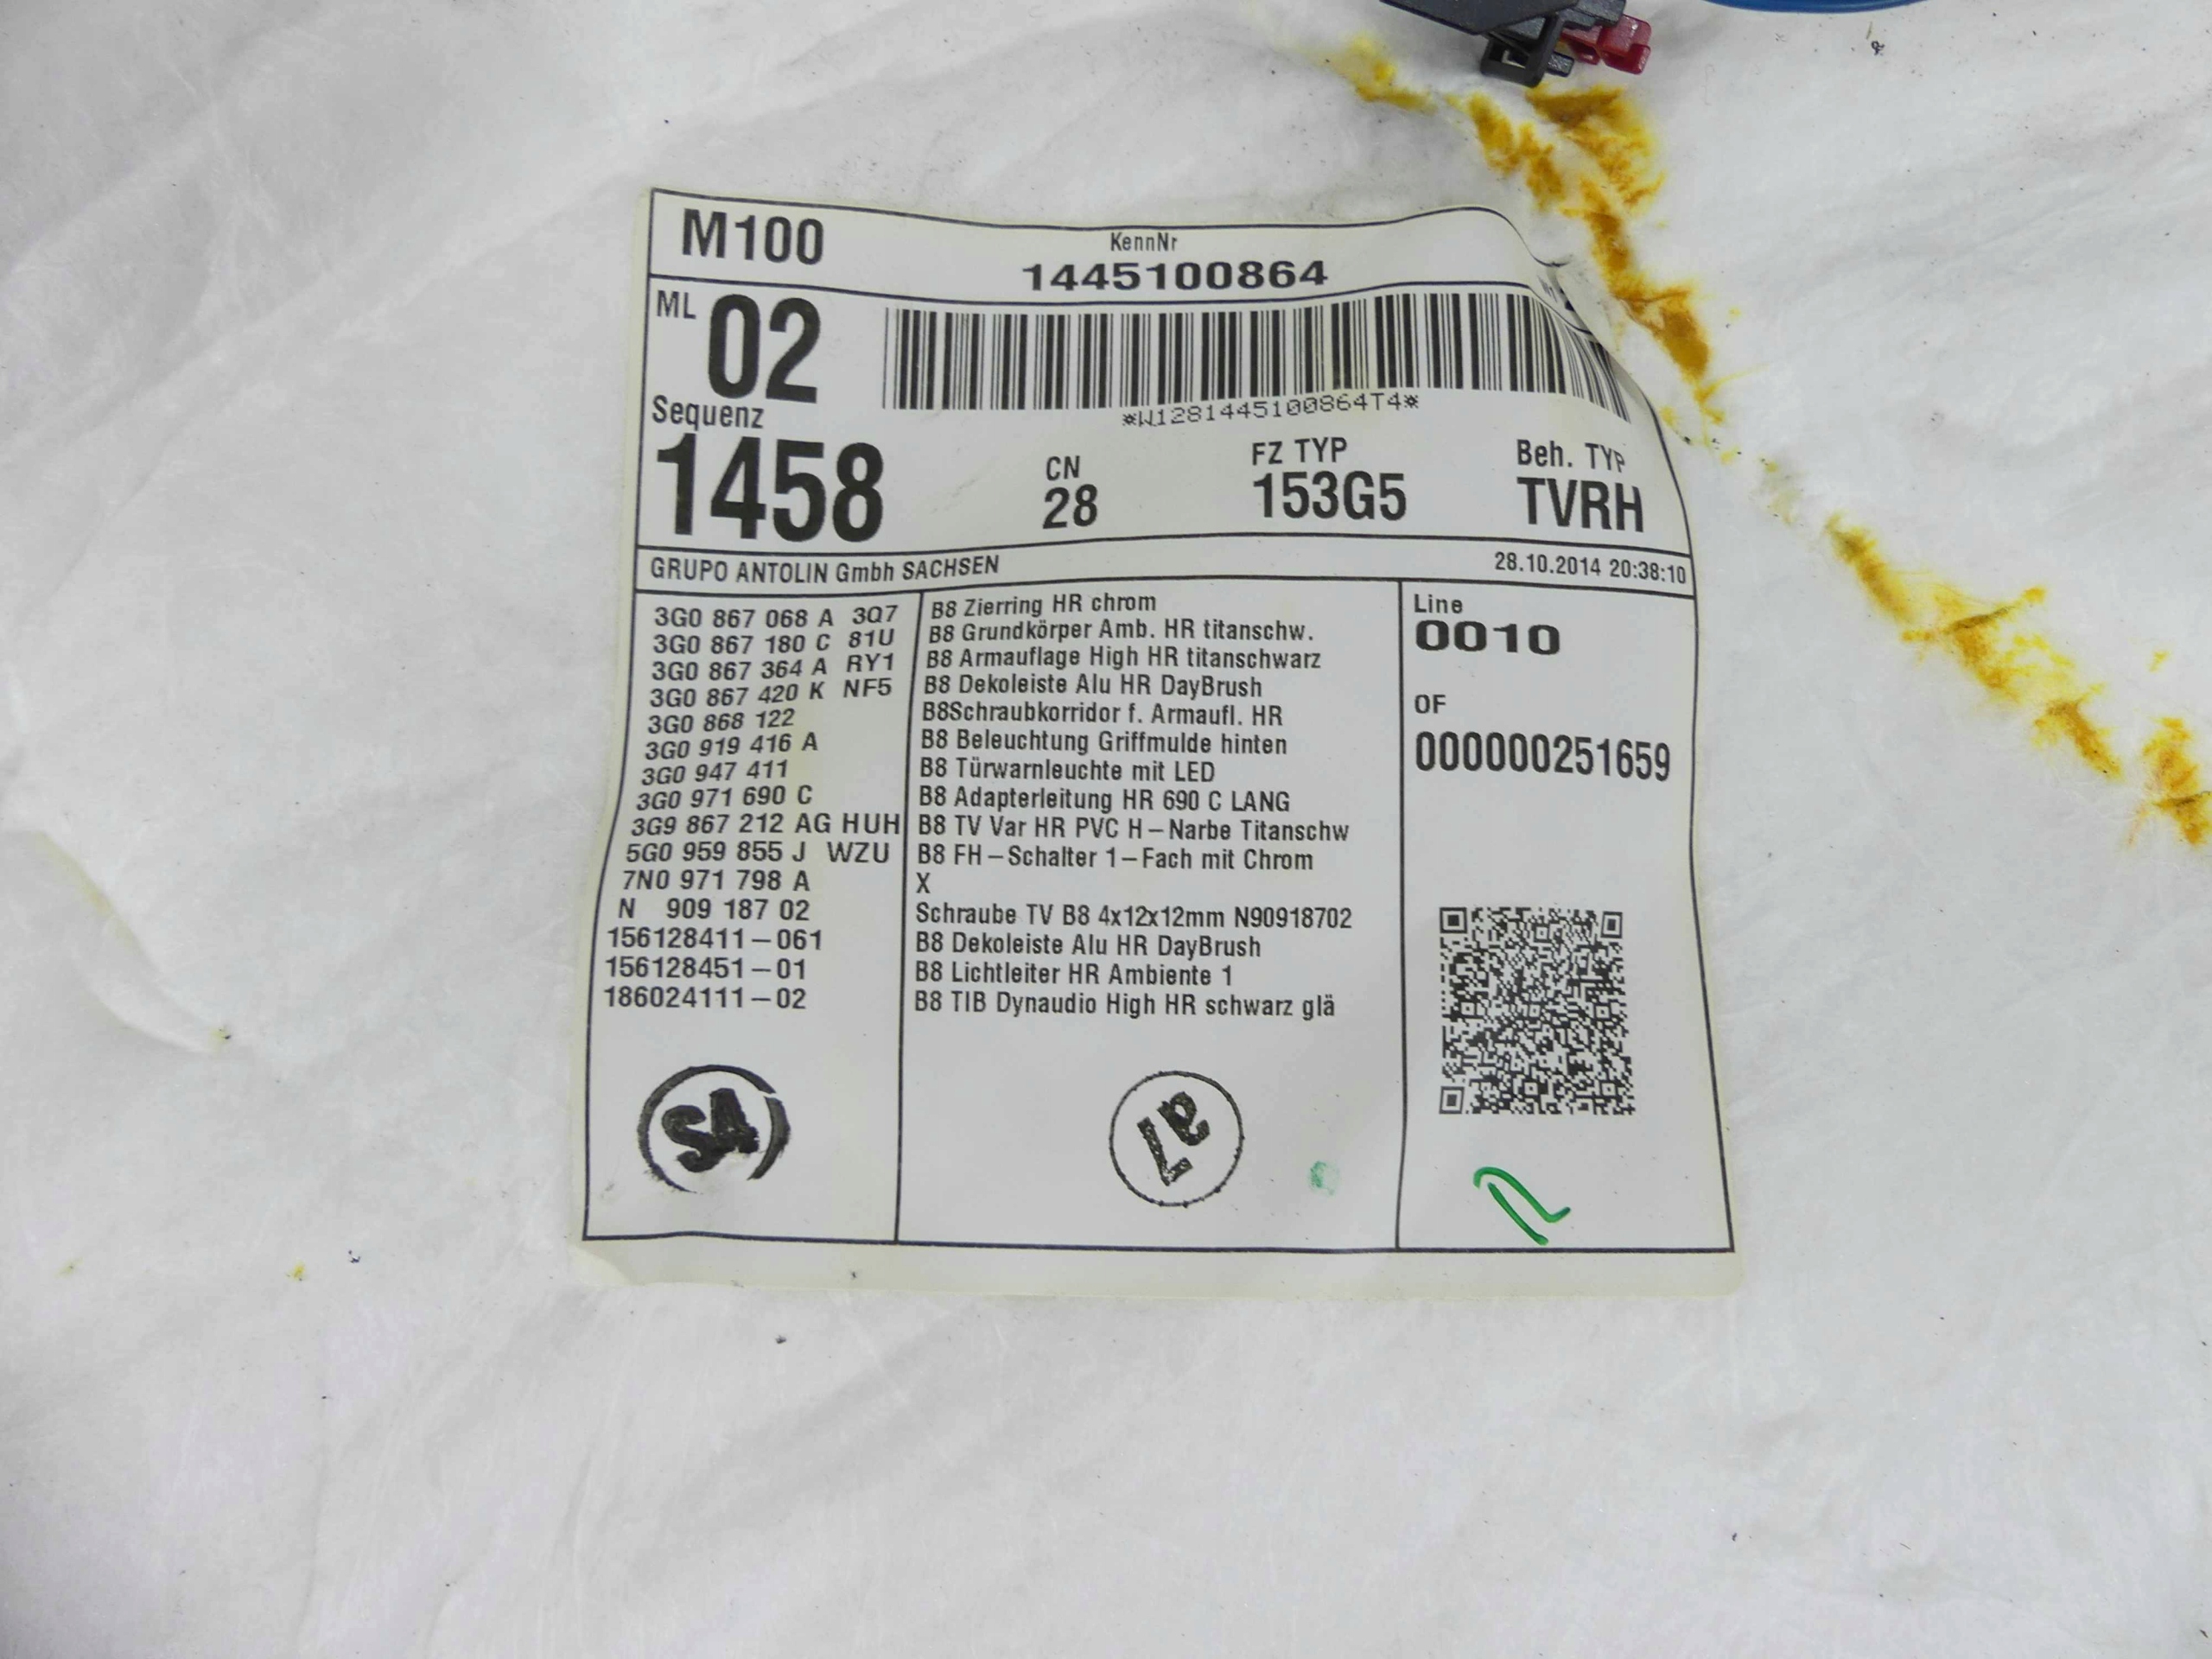 M100
KennNr
1445100864
ML 02
*W1281445100864T4*
Sequenz
1458
CN
28
FZ TYP
153G5
Beh. TYP
TVRH
GRUPO ANTOLIN Gmbh SACHSEN 28.10.2014 20:38:10
3G0 867 068 A 3Q7 B8 Zierring HR chrom
3G0 867 180 C 81U B8 Grundkörper Amb. HR titanschw.
3G0 867 364 A RY1 B8 Armauflage High HR titanschwarz
3G0 867 420 K NF5 B8 Dekoleiste Alu HR DayBrush
3G0 868 122 B8Schraubkorridor f. Armaufl. HR
3G0 919 416 A B8 Beleuchtung Griffmulde hinten
3G0 947 411 B8 Türwarnleuchte mit LED
3G0 971 690 C B8 Adapterleitung HR 690 C LANG
3G9 867 212 AG HUH B8 TV Var HR PVC H-Narbe Titanschw
5G0 959 855 J WZU B8 FH-Schalter 1-Fach mit Chrom
7N0 971 798 A X
N 909 187 02 Schraube TV B8 4x12x12mm N90918702
156128411-061 B8 Dekoleiste Alu HR DayBrush
156128451-01 B8 Lichtleiter HR Ambiente 1
186024111-02 B8 TIB Dynaudio High HR schwarz glä
Line
0010
OF
000000251659
SA